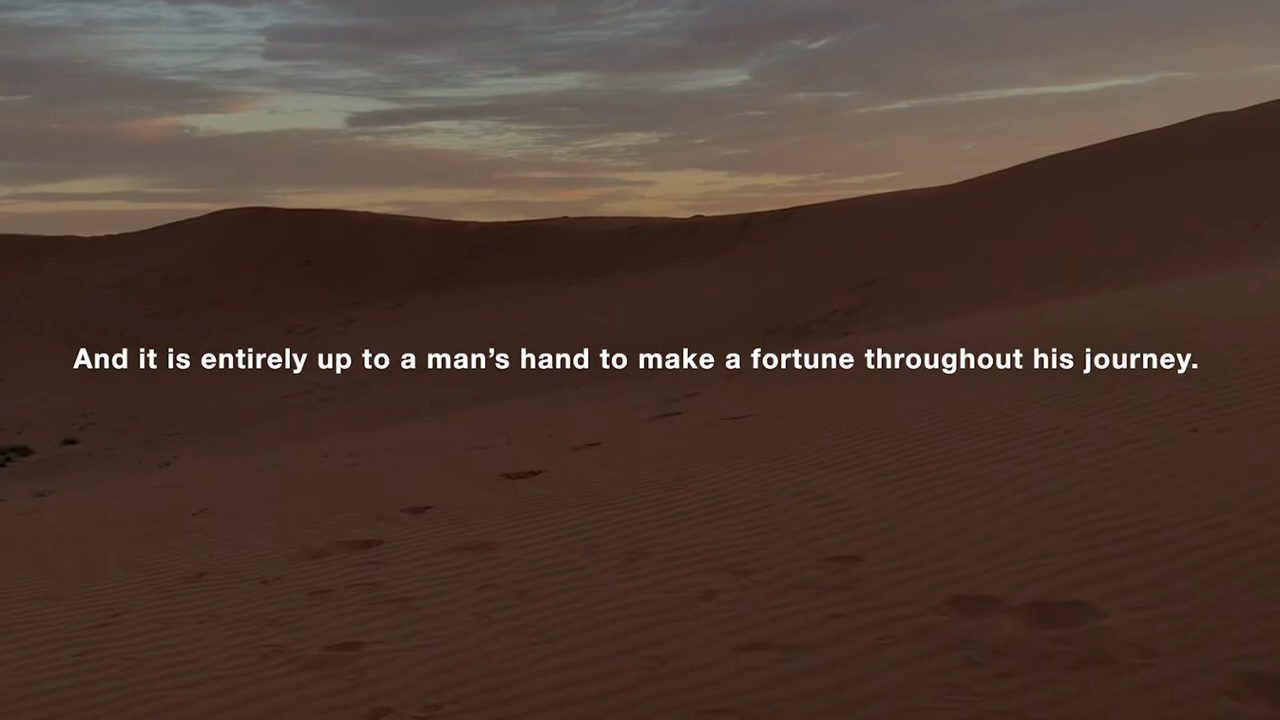 And it is entirely up to a man’s hand to make a fortune throughout his journey.